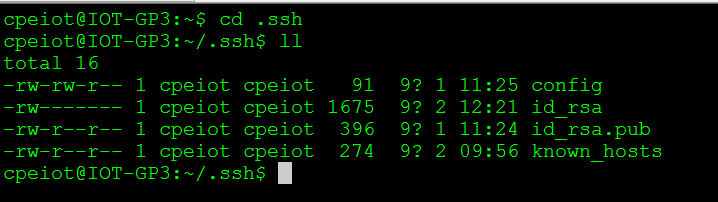 cpeiot@IOT-GP3:~$ cd .ssh
cpeiot@IOT-GP3:~/.ssh$ ll
total 16
-rw-rw-r-- 1 cpeiot cpeiot   91  9? 1 11:25 config
-rw------- 1 cpeiot cpeiot 1675  9? 2 12:21 id_rsa
-rw-r--r-- 1 cpeiot cpeiot  396  9? 1 11:24 id_rsa.pub
-rw-r--r-- 1 cpeiot cpeiot  274  9? 2 09:56 known_hosts
cpeiot@IOT-GP3:~/.ssh$